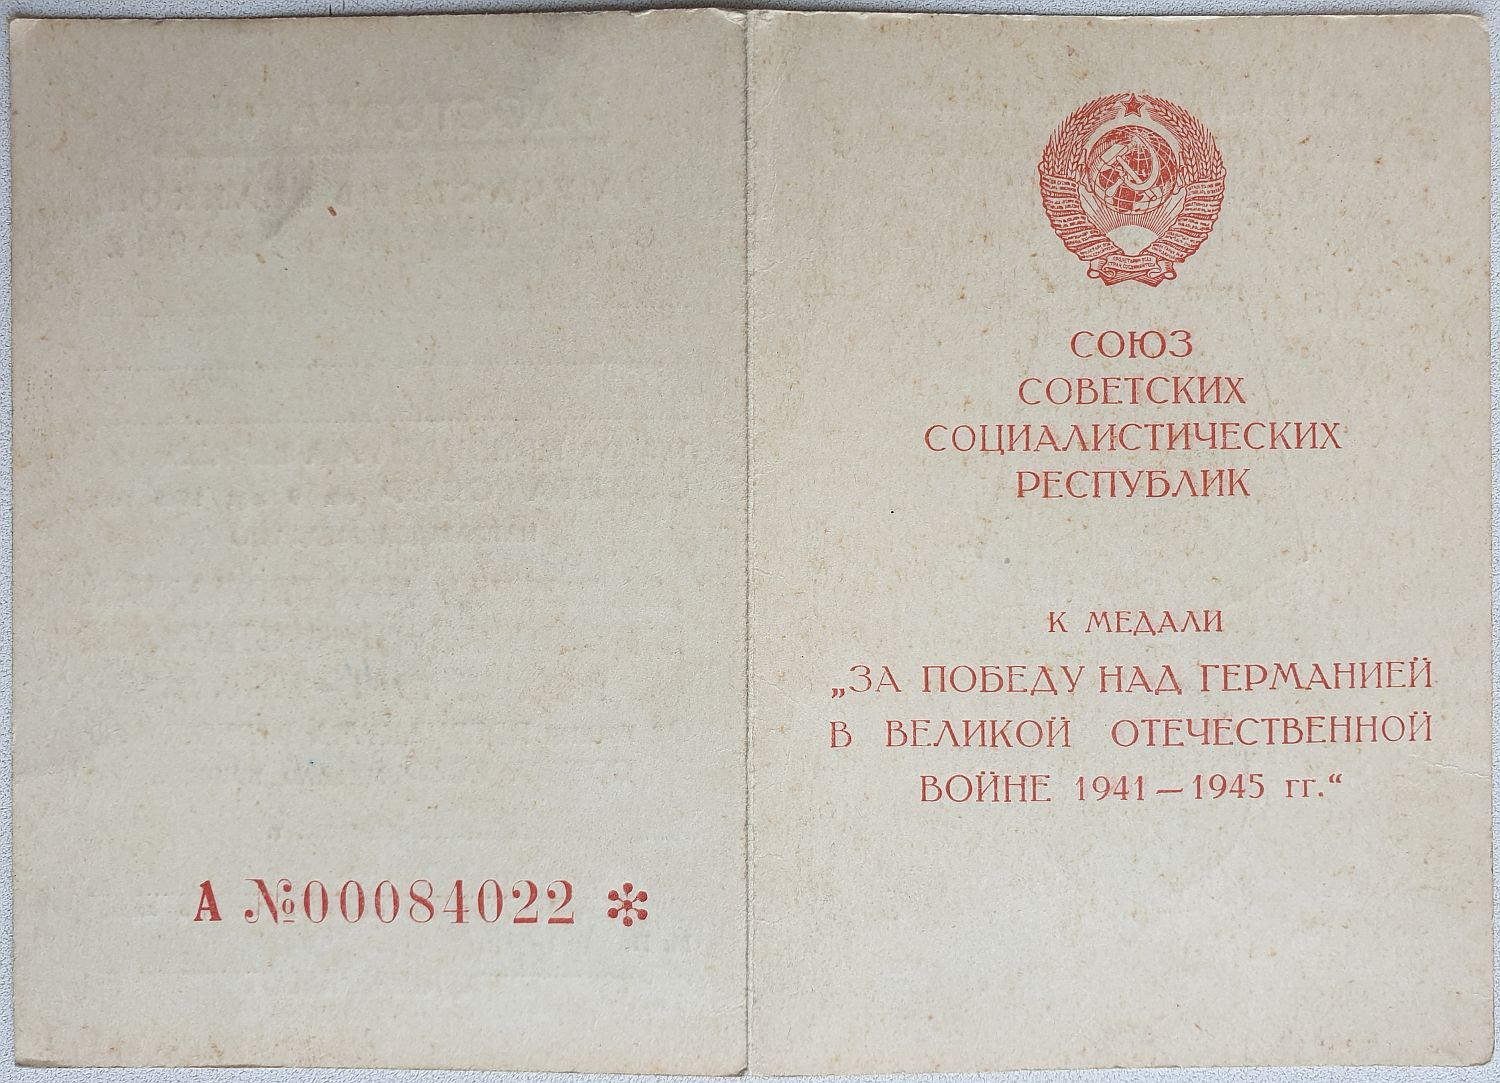 А №00084022 *
СОЮЗ
СОВЕТСКИХ
СОЦИАЛИСТИЧЕСКИХ
РЕСПУБЛИК
К МЕДАЛИ
„ЗА ПОБЕДУ НАД ГЕРМАНИЕЙ
В ВЕЛИКОЙ ОТЕЧЕСТВЕННОЙ
ВОЙНЕ 1941 — 1945 гг.“